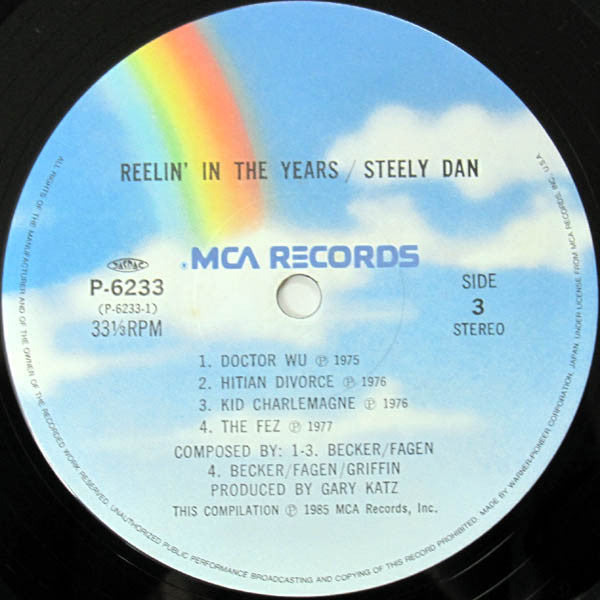 REELIN' IN THE YEARS / STEELY DAN
MCA RECORDS
P-6233
(P-6233-1)
33⅓RPM
SIDE
3
STEREO
1. DOCTOR WU ℗ 1975
2. HITIAN DIVORCE ℗ 1976
3. KID CHARLEMAGNE ℗ 1976
4. THE FEZ ℗ 1977
COMPOSED BY: 1-3. BECKER/FAGEN
4. BECKER/FAGEN/GRIFFIN
PRODUCED BY GARY KATZ
THIS COMPILATION ℗ 1985 MCA Records, Inc.
ALL RIGHTS OF THE MANUFACTURER AND OF THE OWNER OF THE RECORDED WORK RESERVED. UNAUTHORIZED PUBLIC PERFORMANCE BROADCASTING AND COPYING OF THIS RECORD PROHIBITED. MADE BY WARNER-PIONEER CORPORATION, JAPAN UNDER LICENSE FROM MCA RECORDS, INC., U.S.A.